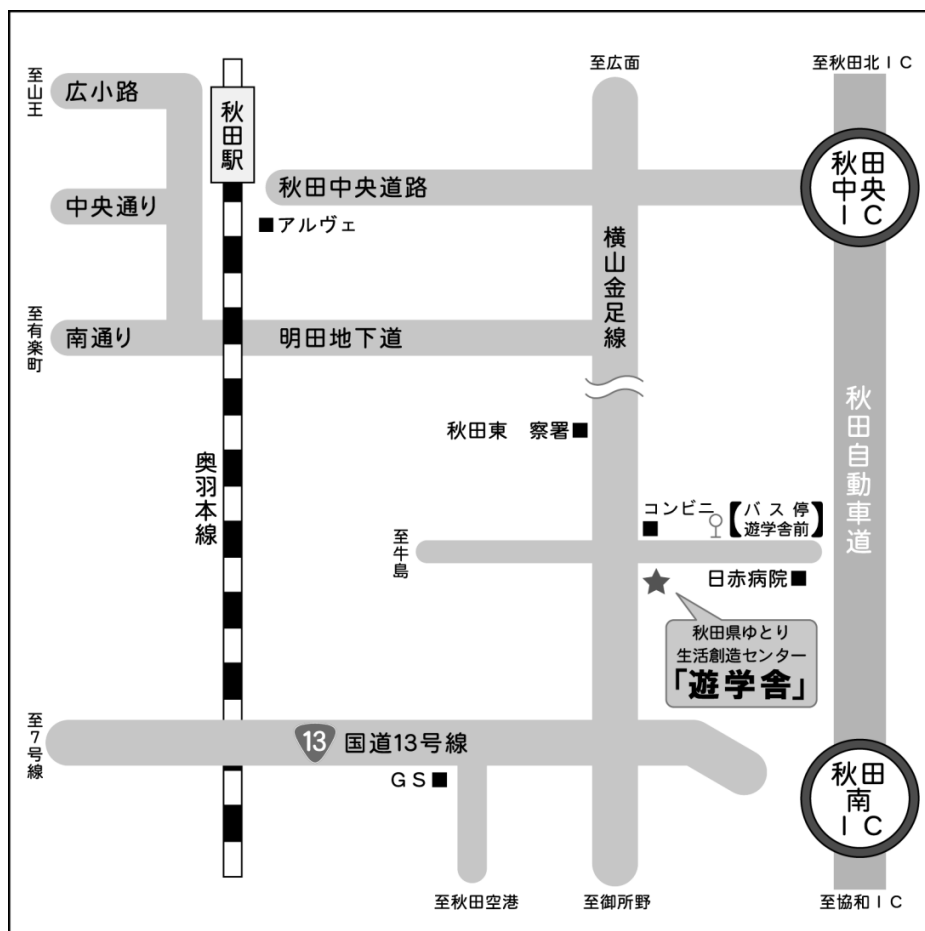 至広面
至秋田北IC
至山王
広小路
秋田駅
秋田
中央
IC
秋田中央道路
中央通り
■アルヴェ
横山金足線
至有楽町
南通り
明田地下道
秋田自動車道
秋田東　察署■
奥羽本線
コンビニ
■
【バス停
遊学舎前】
至牛島
日赤病院■
★
秋田県ゆとり
生活創造センター
「遊学舎」
至7号線
13
国道13号線
GS■
秋田
南
IC
至秋田空港
至御所野
至協和IC